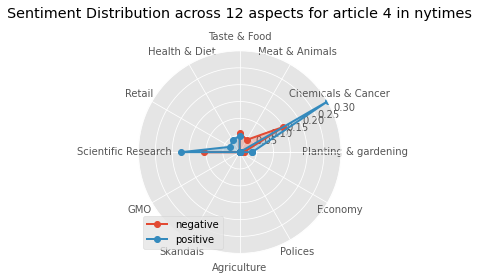 Sentiment Distribution across 12 aspects for article 4 in nytimes
Taste & Food
Health & Diet
Meat & Animals
Retail
Chemicals & Cancer
0.30
0.25
0.20
0.15
0.10
0.05
Scientific Research
Planting & gardening
GMO
Economy
negative
positive
Skandals
Polices
Agriculture